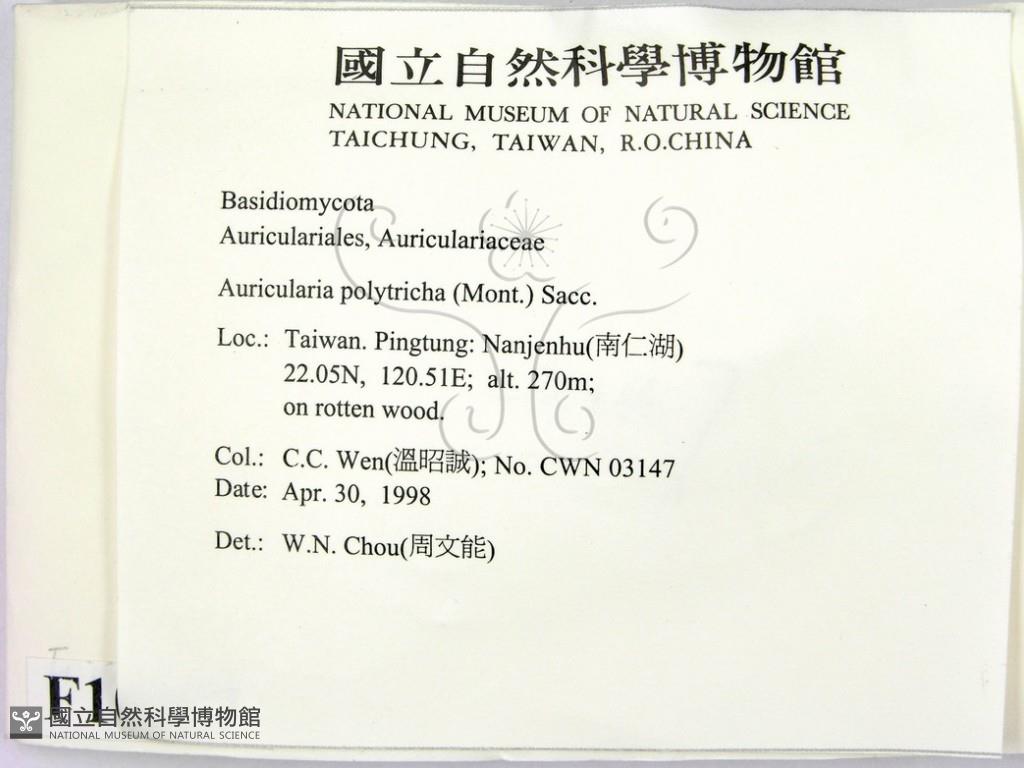 國立自然科學博物館
NATIONAL MUSEUM OF NATURAL SCIENCE
TAICHUNG, TAIWAN, R.O.CHINA
Basidiomycota
Auriculariales, Auriculariaceae
Auricularia polytricha (Mont.) Sacc.
Loc.: Taiwan. Pingtung: Nanjenhu(南仁湖)
22.05N, 120.51E; alt. 270m;
on rotten wood.
Col.: C.C. Wen(溫昭誠); No. CWN 03147
Date: Apr. 30, 1998
Det.: W.N. Chou(周文能)
國立自然科學博物館
NATIONAL MUSEUM OF NATURAL SCIENCE